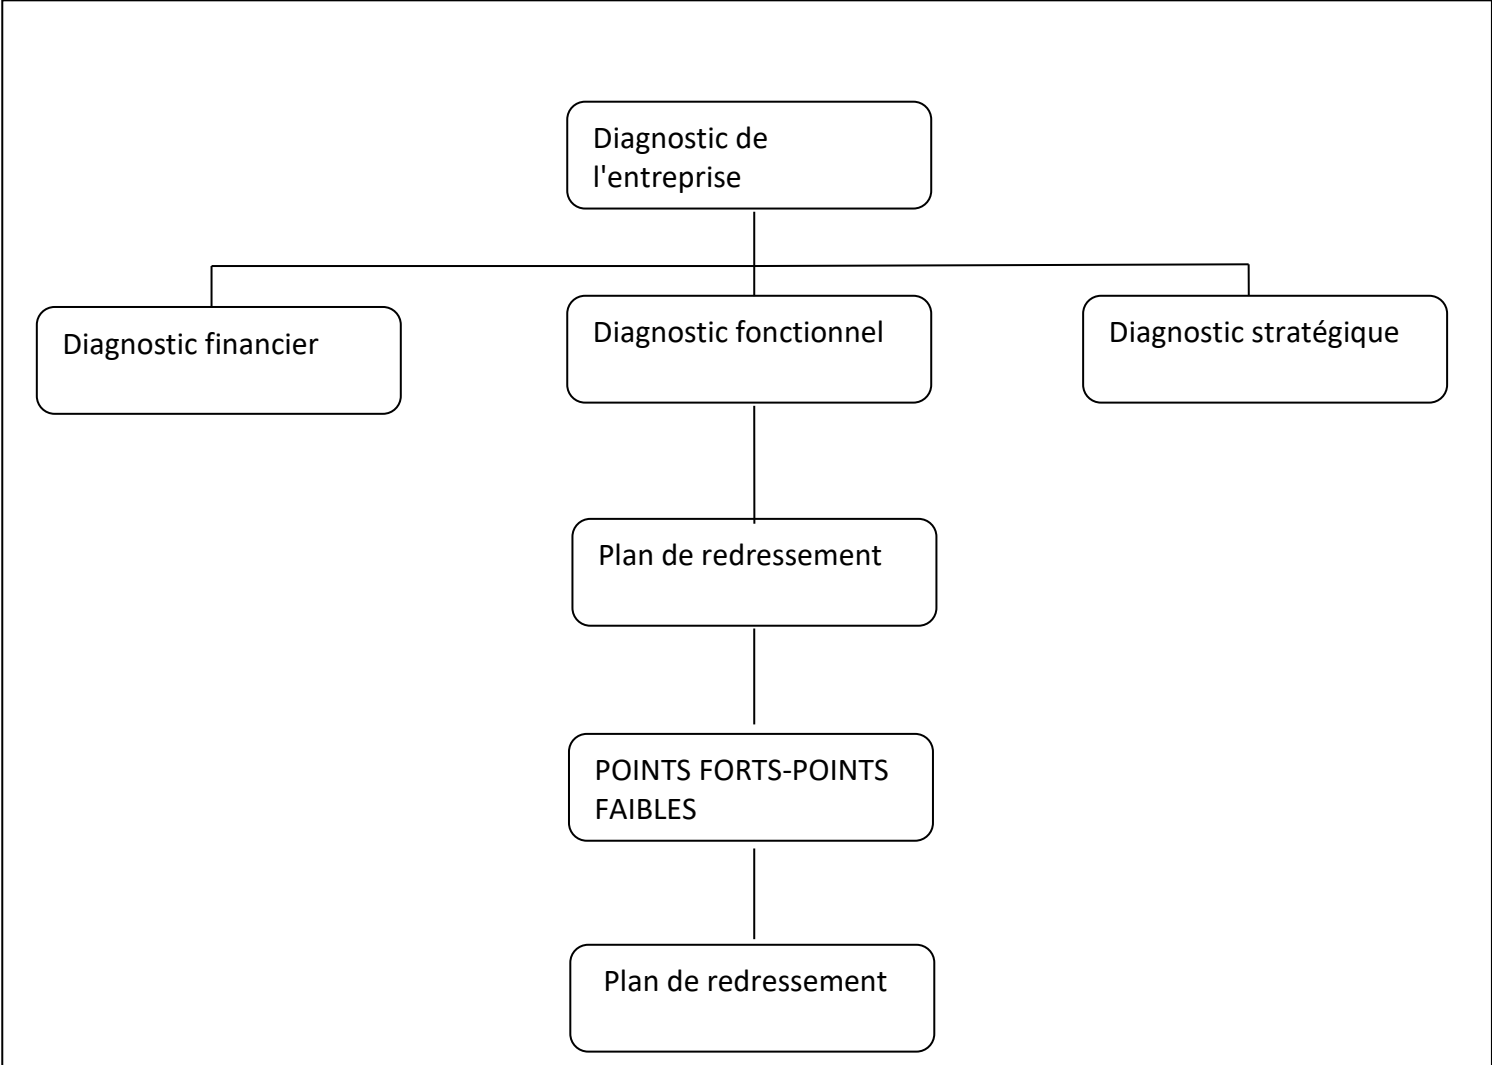 Diagnostic de
l'entreprise
Diagnostic financier
Diagnostic fonctionnel
Diagnostic stratégique
Plan de redressement
POINTS FORTS-POINTS
FAIBLES
Plan de redressement